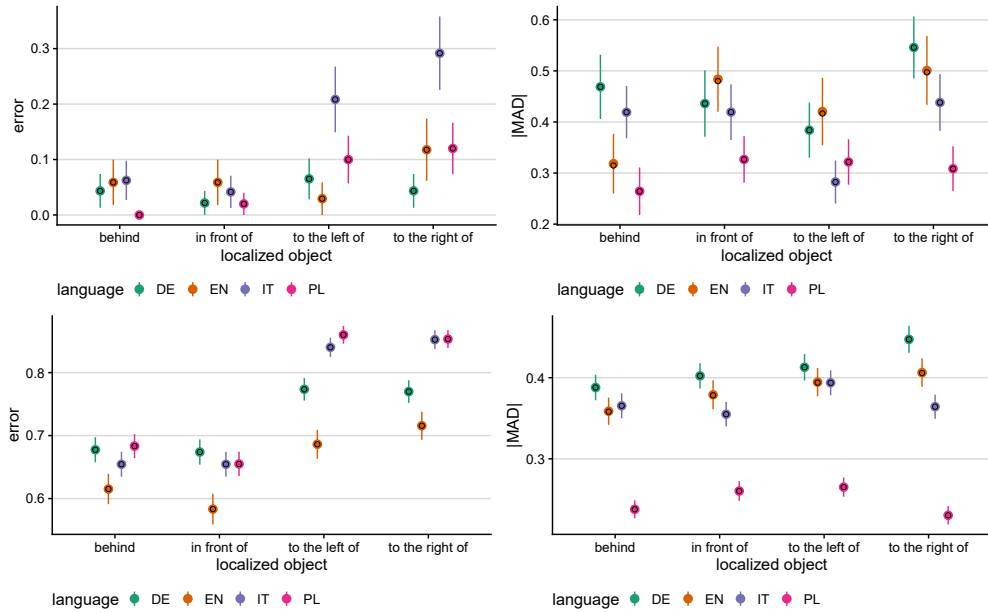 error
0.3
0.2
0.1
0.0
behind
in front of
to the left of
to the right of
localized object
language DE EN IT PL
|MAD|
0.6
0.5
0.4
0.3
0.2
behind
in front of
to the left of
to the right of
localized object
language DE EN IT PL
error
0.8
0.7
0.6
behind
in front of
to the left of
to the right of
localized object
language DE EN IT PL
|MAD|
0.4
0.3
behind
in front of
to the left of
to the right of
localized object
language DE EN IT PL